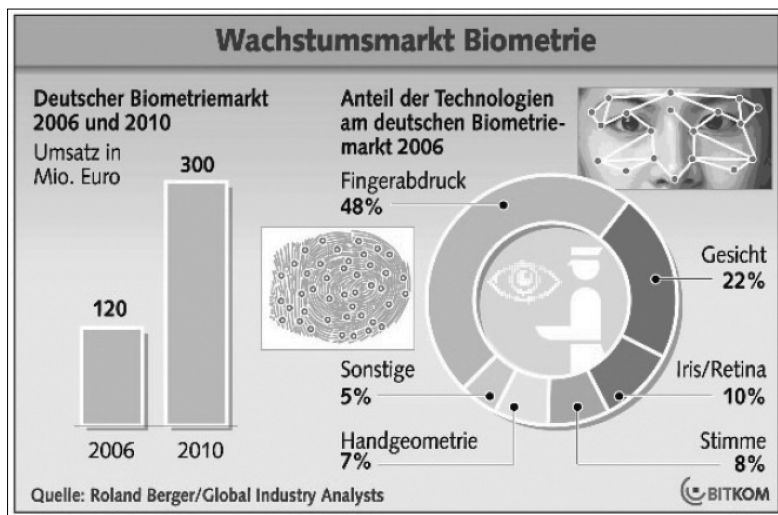 Wachstumsmarkt Biometrie
Deutscher Biometriemarkt
2006 und 2010
Umsatz in
Mio. Euro
120
300
2006
2010
Anteil der Technologien
am deutschen Biometrie-
markt 2006
Fingerabdruck
48%
Gesicht
22%
Iris/Retina
10%
Stimme
8%
Handgeometrie
7%
Sonstige
5%
Quelle: Roland Berger/Global Industry Analysts
BITKOM